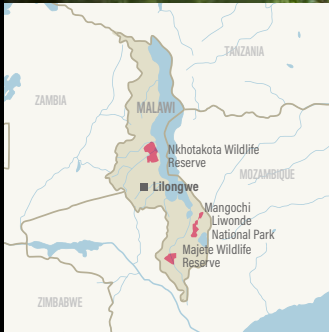 TANZANIA
ZAMBIA
MALAWI
Nkhotakota Wildlife
Reserve
MOZAMBIQUE
Lilongwe
Mangochi
Liwonde
National Park
Majete Wildlife
Reserve
ZIMBABWE